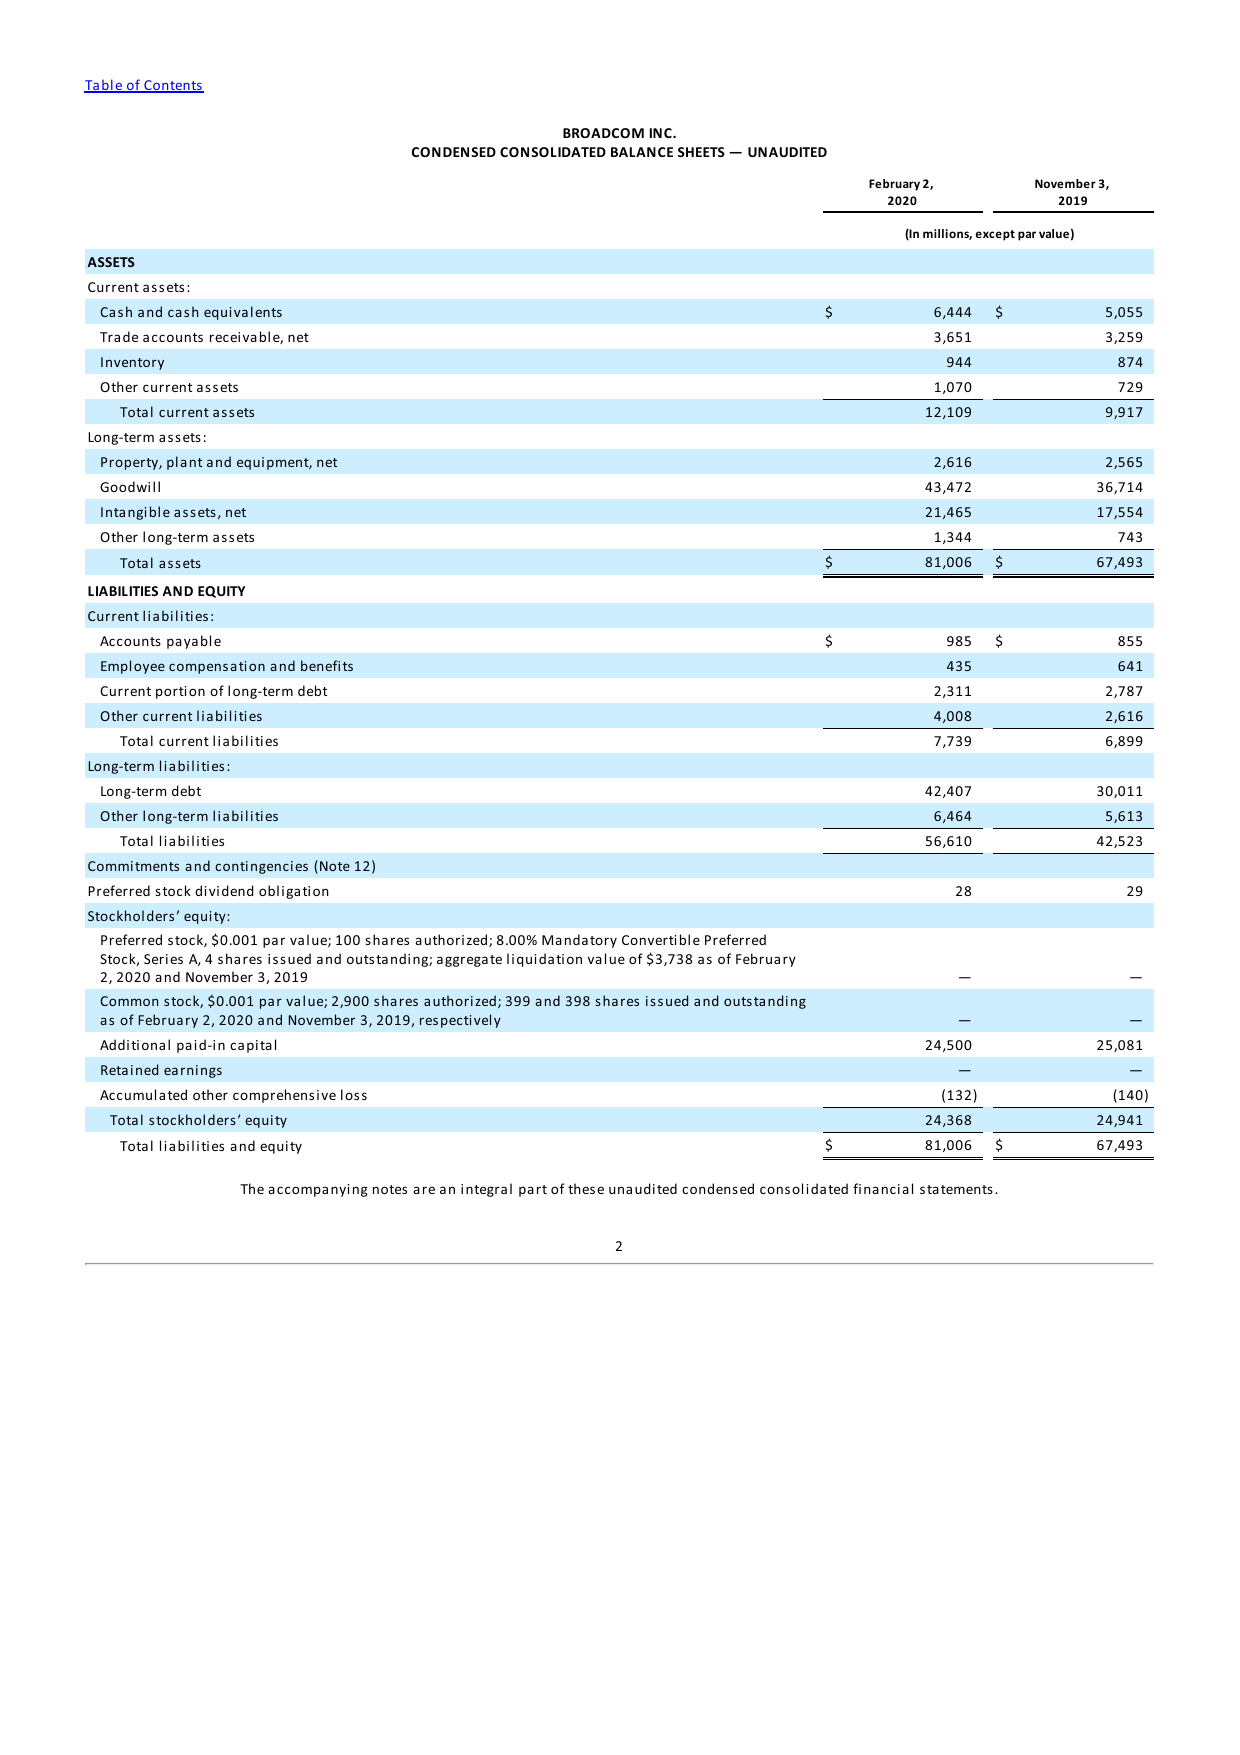 Table of Contents
BROADCOM INC.
CONDENSED CONSOLIDATED BALANCE SHEETS — UNAUDITED
February 2, November 3,
2020 2019
(In millions, except par value)
ASSETS
Current assets:
Cash and cash equivalents $ 6,444 $ 5,055
Trade accounts receivable, net 3,651 3,259
Inventory 944 874
Other current assets 1,070 729
Total current assets 12,109 9,917
Long-term assets:
Property, plant and equipment, net 2,616 2,565
Goodwill 43,472 36,714
Intangible assets, net 21,465 17,554
Other long-term assets 1,344 743
Total assets $ 81,006 $ 67,493
LIABILITIES AND EQUITY
Current liabilities:
Accounts payable $ 985 $ 855
Employee compensation and benefits 435 641
Current portion of long-term debt 2,311 2,787
Other current liabilities 4,008 2,616
Total current liabilities 7,739 6,899
Long-term liabilities:
Long-term debt 42,407 30,011
Other long-term liabilities 6,464 5,613
Total liabilities 56,610 42,523
Commitments and contingencies (Note 12)
Preferred stock dividend obligation 28 29
Stockholders’ equity:
Preferred stock, $0.001 par value; 100 shares authorized; 8.00% Mandatory Convertible Preferred
Stock, Series A, 4 shares issued and outstanding; aggregate liquidation value of $3,738 as of February
2, 2020 and November 3, 2019 — —
Common stock, $0.001 par value; 2,900 shares authorized; 399 and 398 shares issued and outstanding
as of February 2, 2020 and November 3, 2019, respectively — —
Additional paid-in capital 24,500 25,081
Retained earnings — —
Accumulated other comprehensive loss (132) (140)
Total stockholders’ equity 24,368 24,941
Total liabilities and equity $ 81,006 $ 67,493
The accompanying notes are an integral part of these unaudited condensed consolidated financial statements.
2